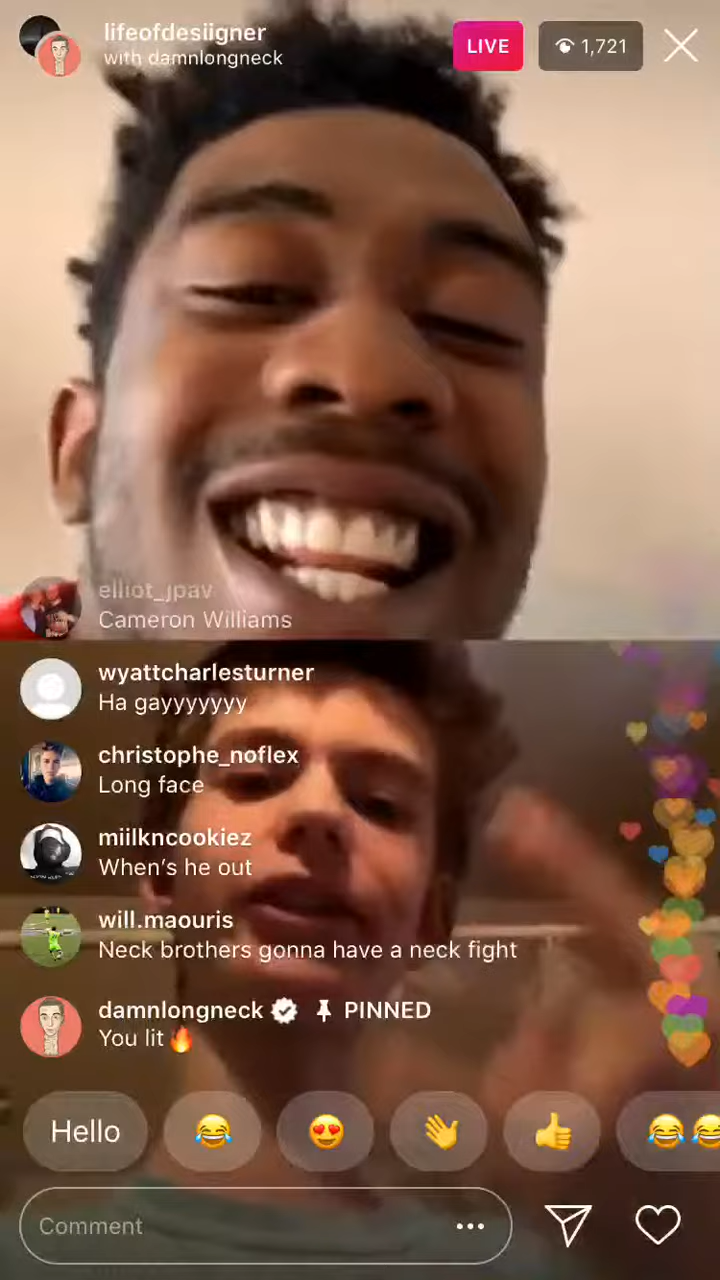 lifeofdesiigner
with damnlongneck
LIVE
1,721
elliot_jpav
Cameron Williams
wyattcharlesturner
Ha gayyyyyyy
christophe_noflex
Long face
miilkncookiez
When's he out
will.maouris
Neck brothers gonna have a neck fight
damnlongneck PINNED
You lit🔥
Hello
Comment